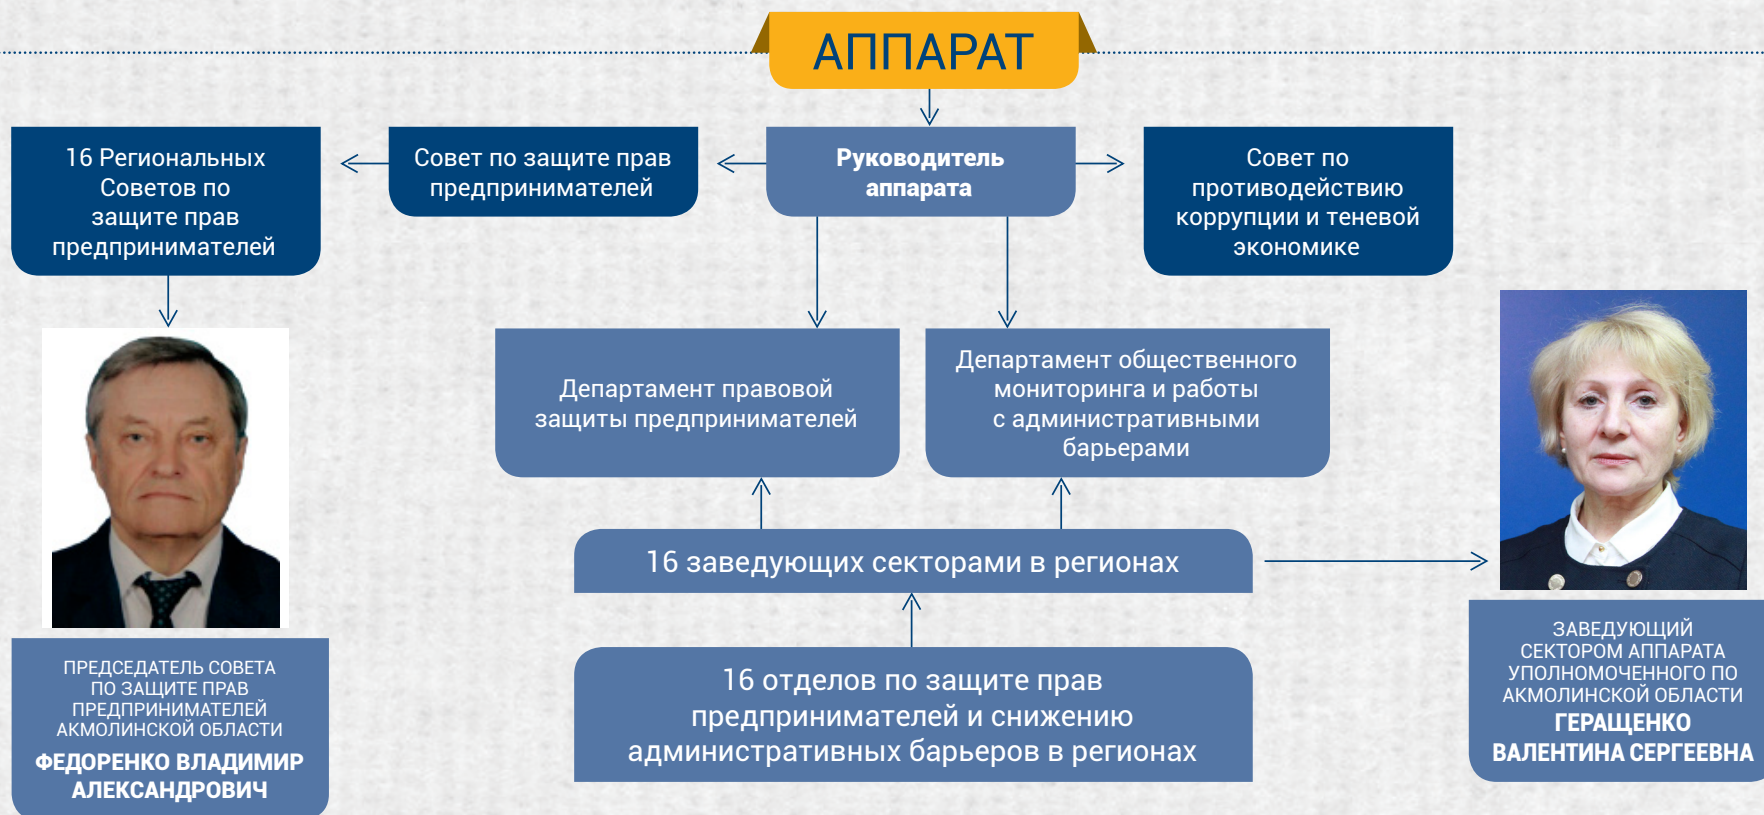 АППАРАТ
16 Региональных
Советов по
защите прав
предпринимателей
Совет по защите прав
предпринимателей
Руководитель
аппарата
Совет по
противодействию
коррупции и теневой
экономике
Департамент правовой
защиты предпринимателей
Департамент общественного
мониторинга и работы
с административными
барьерами
16 заведующих секторами в регионах
16 отделов по защите прав
предпринимателей и снижению
административных барьеров в регионах
ПРЕДСЕДАТЕЛЬ СОВЕТА
ПО ЗАЩИТЕ ПРАВ
ПРЕДПРИНИМАТЕЛЕЙ
АКМОЛИНСКОЙ ОБЛАСТИ
ФЕДОРЕНКО ВЛАДИМИР
АЛЕКСАНДРОВИЧ
ЗАВЕДУЮЩИЙ
СЕКТОРОМ АППАРАТА
УПОЛНОМОЧЕННОГО ПО
АКМОЛИНСКОЙ ОБЛАСТИ
ГЕРАЩЕНКО
ВАЛЕНТИНА СЕРГЕЕВНА